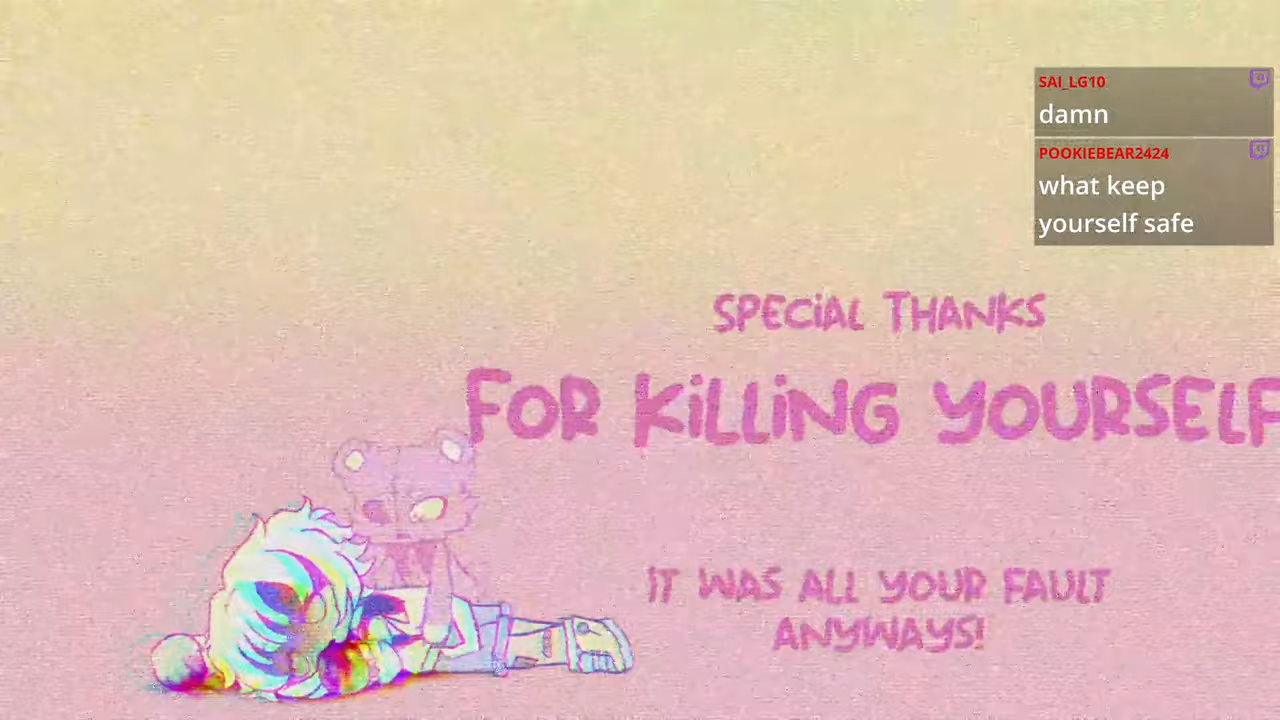 SAI_LG10
damn
POOKIEBEAR2424
what keep
yourself safe
SPECiAL THANKS
FOR KiLLiNG YOURSELF
IT WAS ALL YOUR FAULT
ANYWAYS!